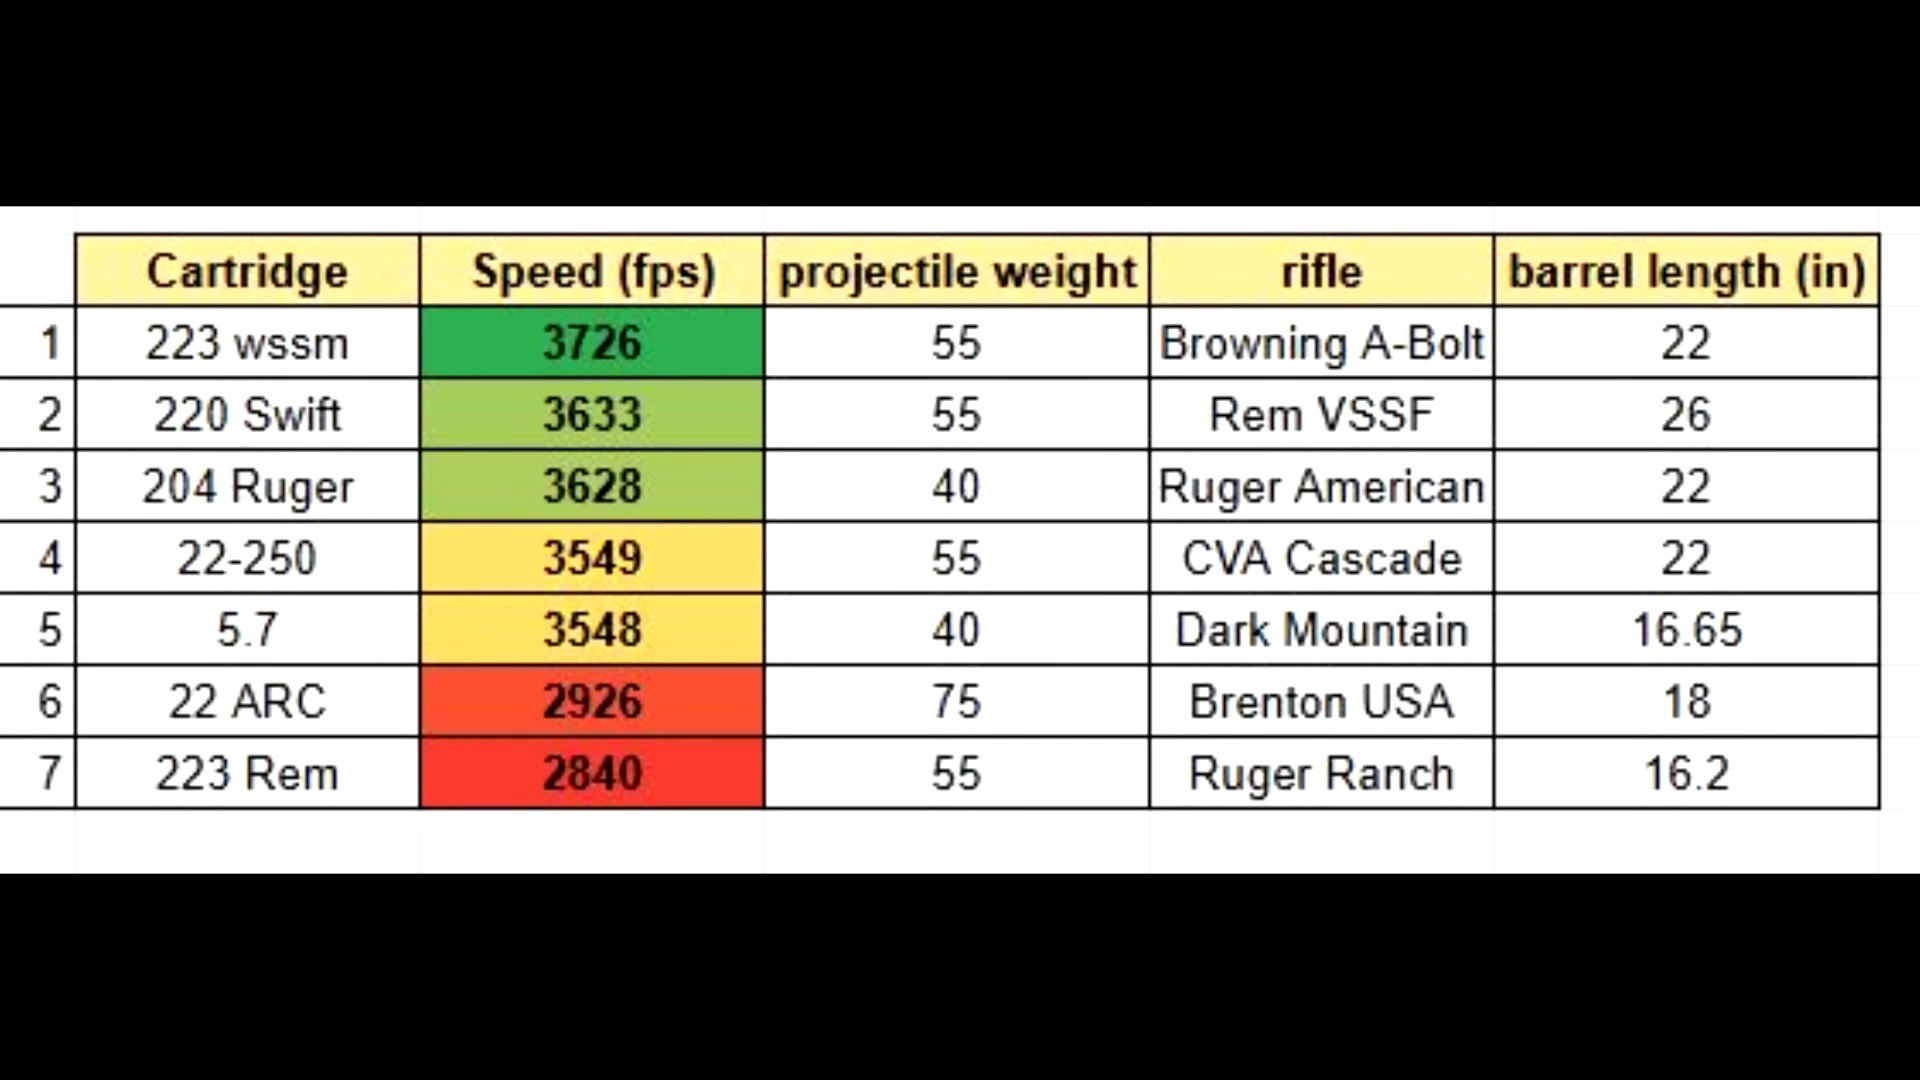 Cartridge Speed (fps) projectile weight rifle barrel length (in)
1 223 wssm 3726 55 Browning A-Bolt 22
2 220 Swift 3633 55 Rem VSSF 26
3 204 Ruger 3628 40 Ruger American 22
4 22-250 3549 55 CVA Cascade 22
5 5.7 3548 40 Dark Mountain 16.65
6 22 ARC 2926 75 Brenton USA 18
7 223 Rem 2840 55 Ruger Ranch 16.2